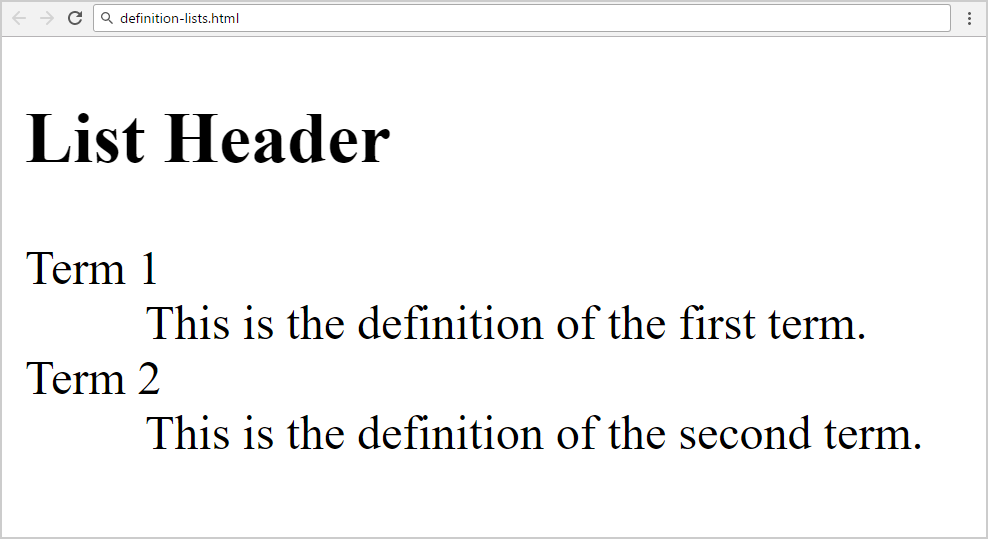 definition-lists.html
List Header
Term 1
This is the definition of the first term.
Term 2
This is the definition of the second term.